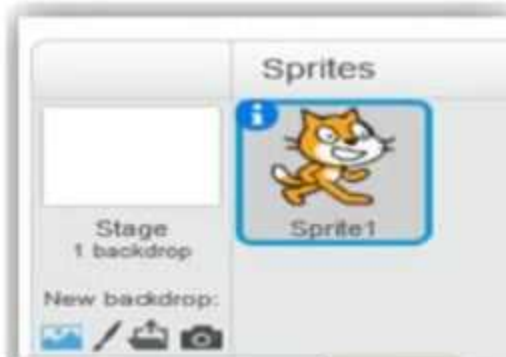 Sprites
Sprite1
Stage
1 backdrop
New backdrop: